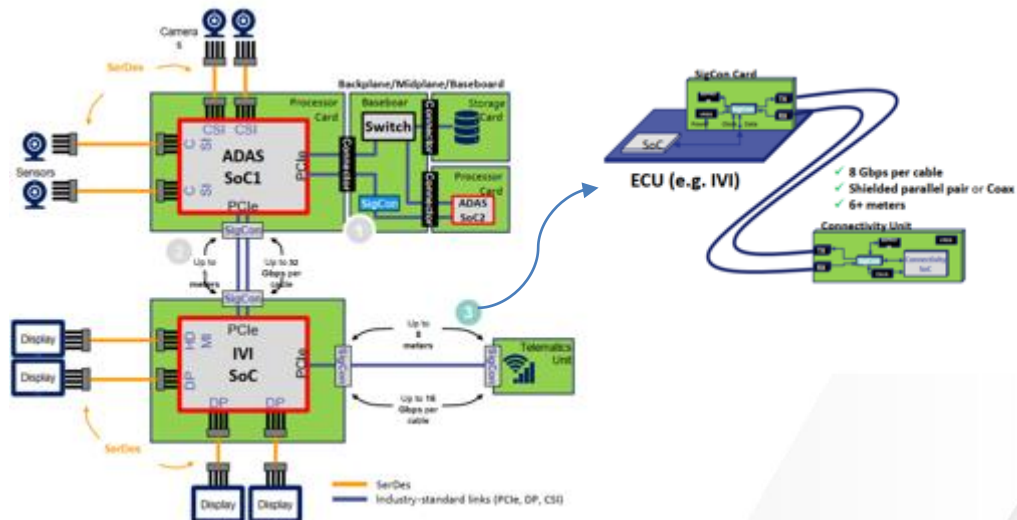 Camera
s
SerDes
Backplane/Midplane/Baseboard
Processor
Card
Baseboar
Storage
Card
Switch
CSI CSI
C
SI
C
SI
ADAS
SoC1
PCIe
PCIe
Connector
Connector
Connector
Processor
Card
SigCon
ADAS
SoC2
1
Sensors
SigCon
2
Up to
meters
Gbps per
cable
SigCon
PCIe
IVI
SoC
PCIe
HD
MI
DP
DP DP
Display
Display
SerDes
Display
Display
SigCon
SigCon
Up to
8
meters
Up to 16
Gbps per
cable
3
Telematics
Unit
SerDes
Industry-standard links (PCIe, DP, CSI)
SigCon Card
SoC
ECU (e.g. IVI)
✓ 8 Gbps per cable
✓ Shielded parallel pair or Coax
✓ 6+ meters
Connectivity Unit
Connectivity
SoC